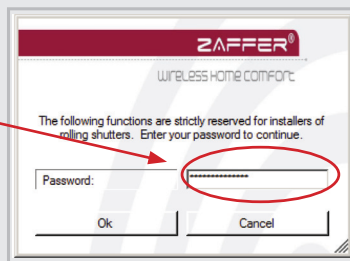 ZAFFER®
WIRELESS HOME COMFORT
The following functions are strictly reserved for installers of
rolling shutters. Enter your password to continue.
Password: **************
Ok Cancel